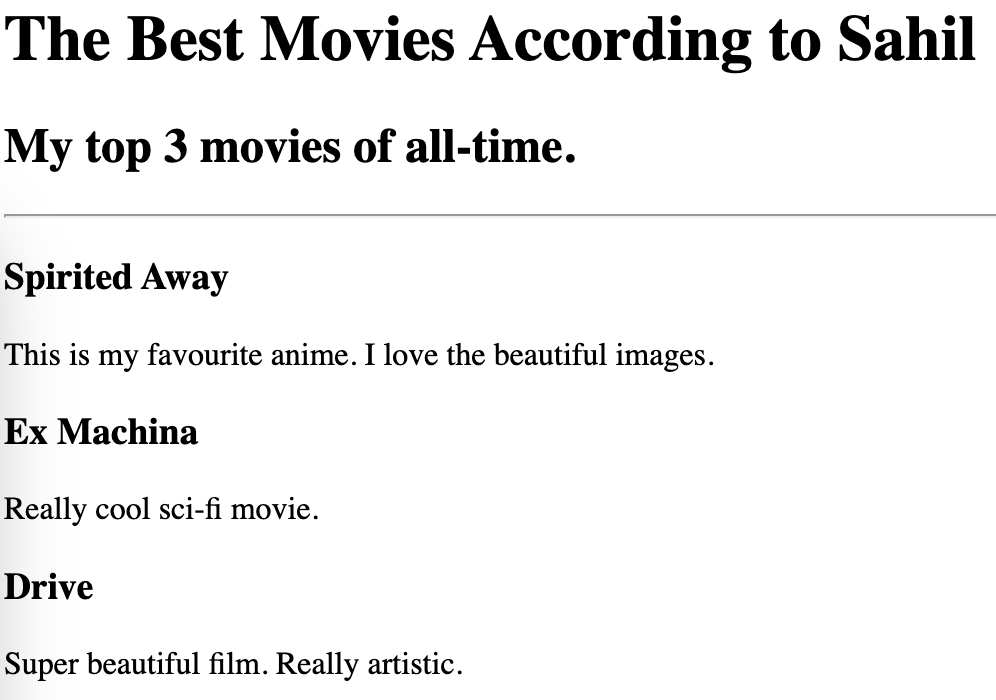 The Best Movies According to Sahil
My top 3 movies of all-time.
Spirited Away
This is my favourite anime. I love the beautiful images.
Ex Machina
Really cool sci-fi movie.
Drive
Super beautiful film. Really artistic.